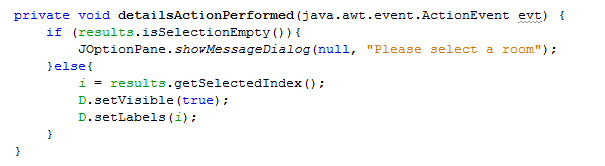 private void detailsActionPerformed(java.awt.event.ActionEvent evt) {
    if (results.isSelectionEmpty()){
        JOptionPane.showMessageDialog(null, "Please select a room");
    }else{
        i = results.getSelectedIndex();
        D.setVisible(true);
        D.setLabels(i);
    }
}